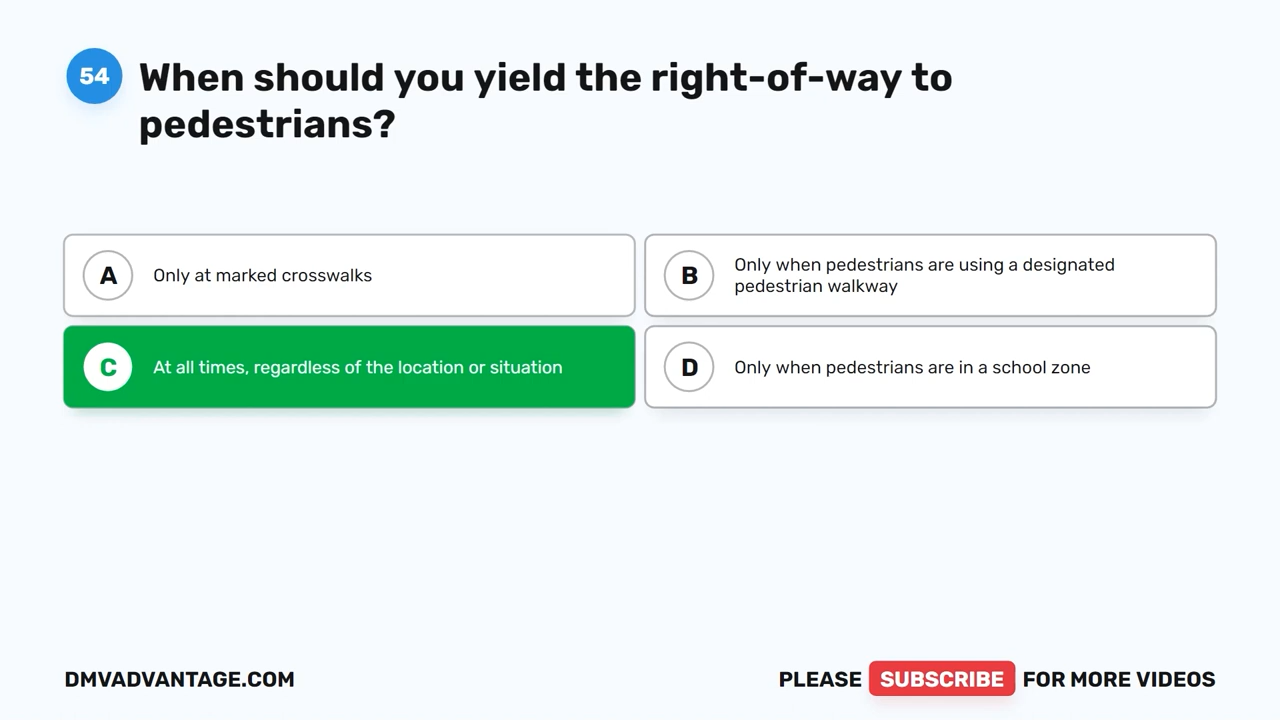 54
When should you yield the right-of-way to
pedestrians?
A
Only at marked crosswalks
B
Only when pedestrians are using a designated
pedestrian walkway
C
At all times, regardless of the location or situation
D
Only when pedestrians are in a school zone
DMVADVANTAGE.COM
PLEASE SUBSCRIBE FOR MORE VIDEOS